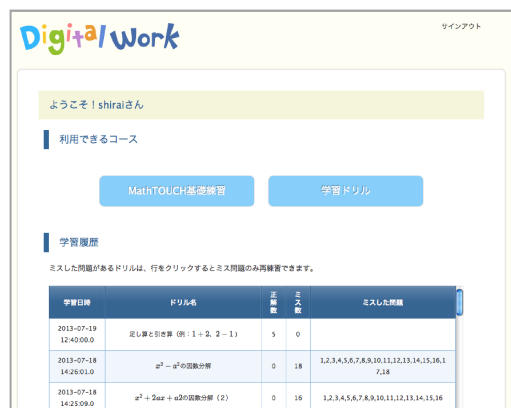 Digital Work
サインアウト
ようこそ！shiraiさん
利用できるコース
MathTOUCH基礎練習
学習ドリル
学習履歴
ミスした問題があるドリルは、行をクリックするとミス問題のみ再練習できます。
学習日時 ドリル名 正解数 ミス数 ミスした問題
2013-07-19
12:40:00.0 足し算と引き算（例：1 + 2、2 − 1） 5 0
2013-07-18
14:26:01.0 x² − a²の因数分解 0 18 1,2,3,4,5,6,7,8,9,10,11,12,13,14,15,16,1
7,18
2013-07-18
14:25:09.0 x² + 2ax + a2の因数分解（2） 0 16 1,2,3,4,5,6,7,8,9,10,11,12,13,14,15,16